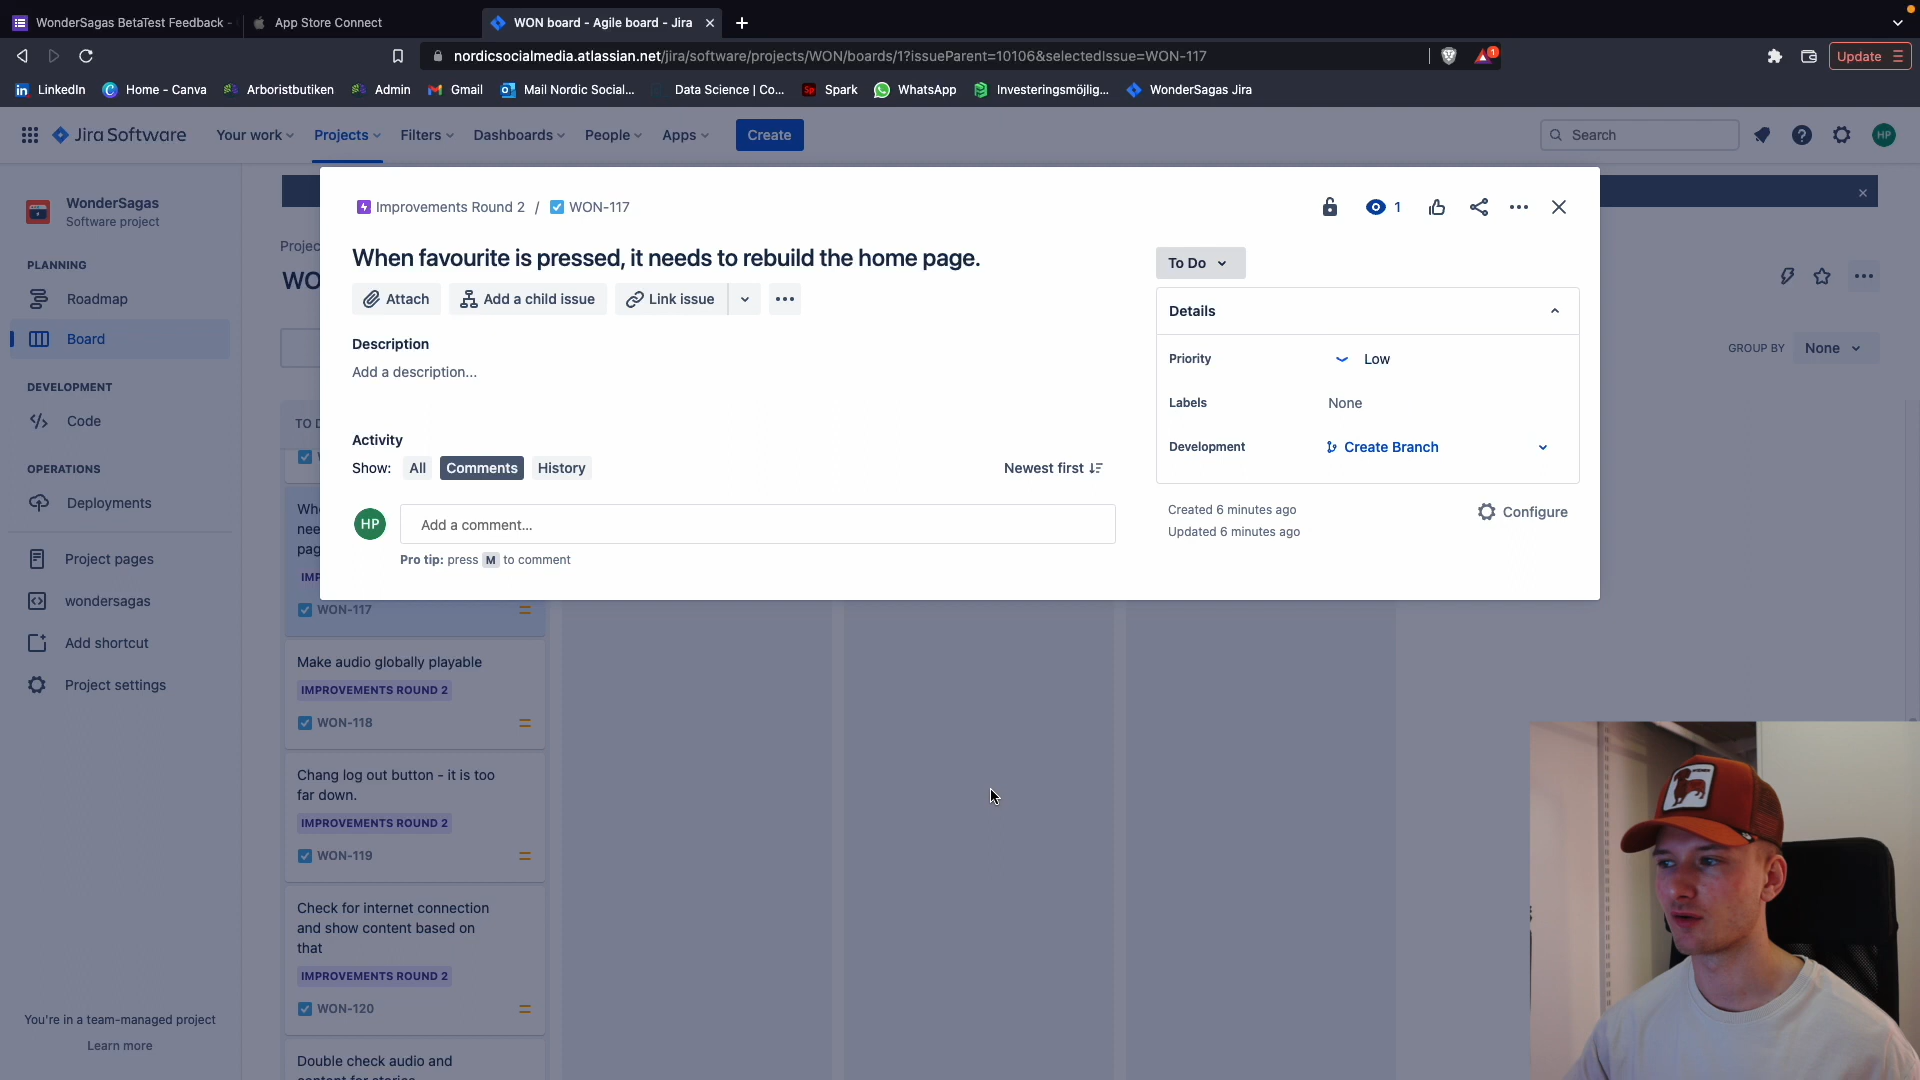 WonderSagas BetaTest Feedback -
App Store Connect
WON board - Agile board - Jira
nordicsocialmedia.atlassian.net/jira/software/projects/WON/boards/1?issueParent=10106&selectedIssue=WON-117
1
Update
LinkedIn
Home - Canva
Arboristbutiken
Admin
Gmail
Mail Nordic Social...
Data Science | Co...
Spark
WhatsApp
Investeringsmöjlig...
WonderSagas Jira
Jira Software
Your work
Projects
Filters
Dashboards
People
Apps
Create
Search
HP
WonderSagas
Software project
PLANNING
Roadmap
Board
DEVELOPMENT
Code
OPERATIONS
Deployments
Project pages
wondersagas
Add shortcut
Project settings
You're in a team-managed project
Learn more
Projec
WO
GROUP BY
None
TO D
Improvements Round 2 / WON-117
1
When favourite is pressed, it needs to rebuild the home page.
Attach
Add a child issue
Link issue
Description
Add a description...
Activity
Show:
All
Comments
History
Newest first
HP
Add a comment...
Pro tip: press M to comment
To Do
Details
Priority
Low
Labels
None
Development
Create Branch
Created 6 minutes ago
Updated 6 minutes ago
Configure
Whe
nee
pag
IMP
WON-117
Make audio globally playable
IMPROVEMENTS ROUND 2
WON-118
Chang log out button - it is too
far down.
IMPROVEMENTS ROUND 2
WON-119
Check for internet connection
and show content based on
that
IMPROVEMENTS ROUND 2
WON-120
Double check audio and